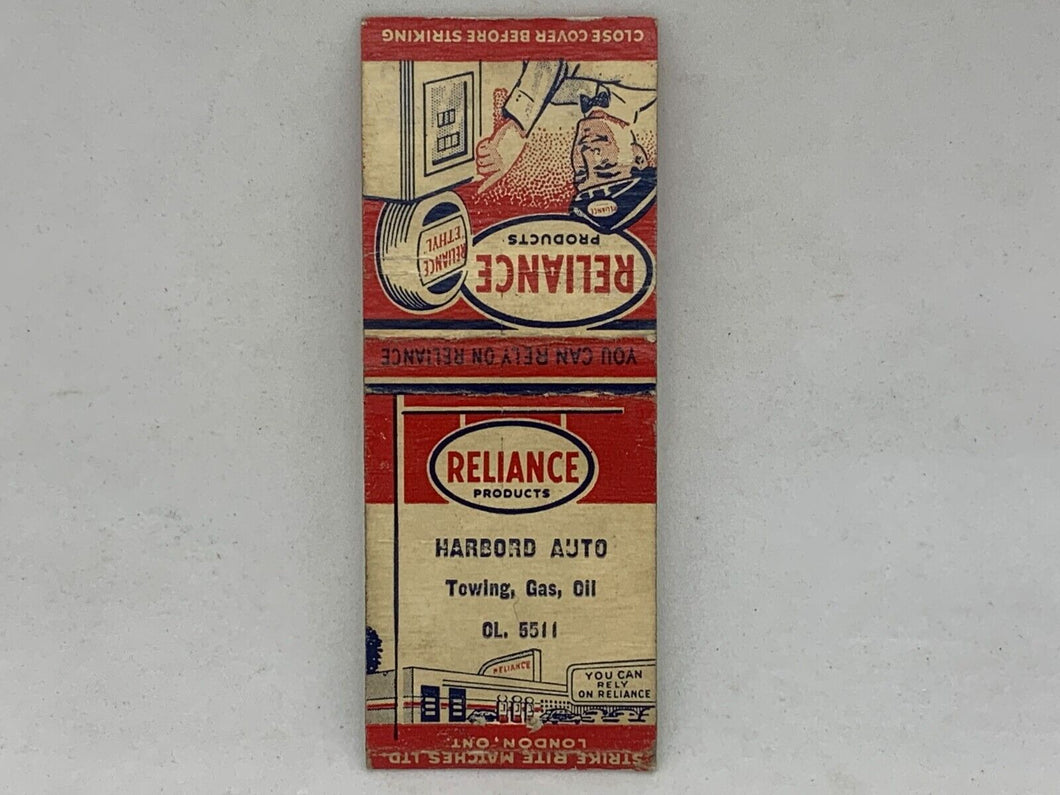 CLOSE COVER BEFORE STRIKING
RELIANCE
RELIANCE
"ETHYL"
RELIANCE
PRODUCTS
YOU CAN RELY ON RELIANCE
RELIANCE
PRODUCTS
HARBORD AUTO
Towing, Gas, Oil
OL. 5511
RELIANCE
YOU CAN
RELY
ON RELIANCE
STRIKE RITE MATCHES LTD
LONDON, ONT.